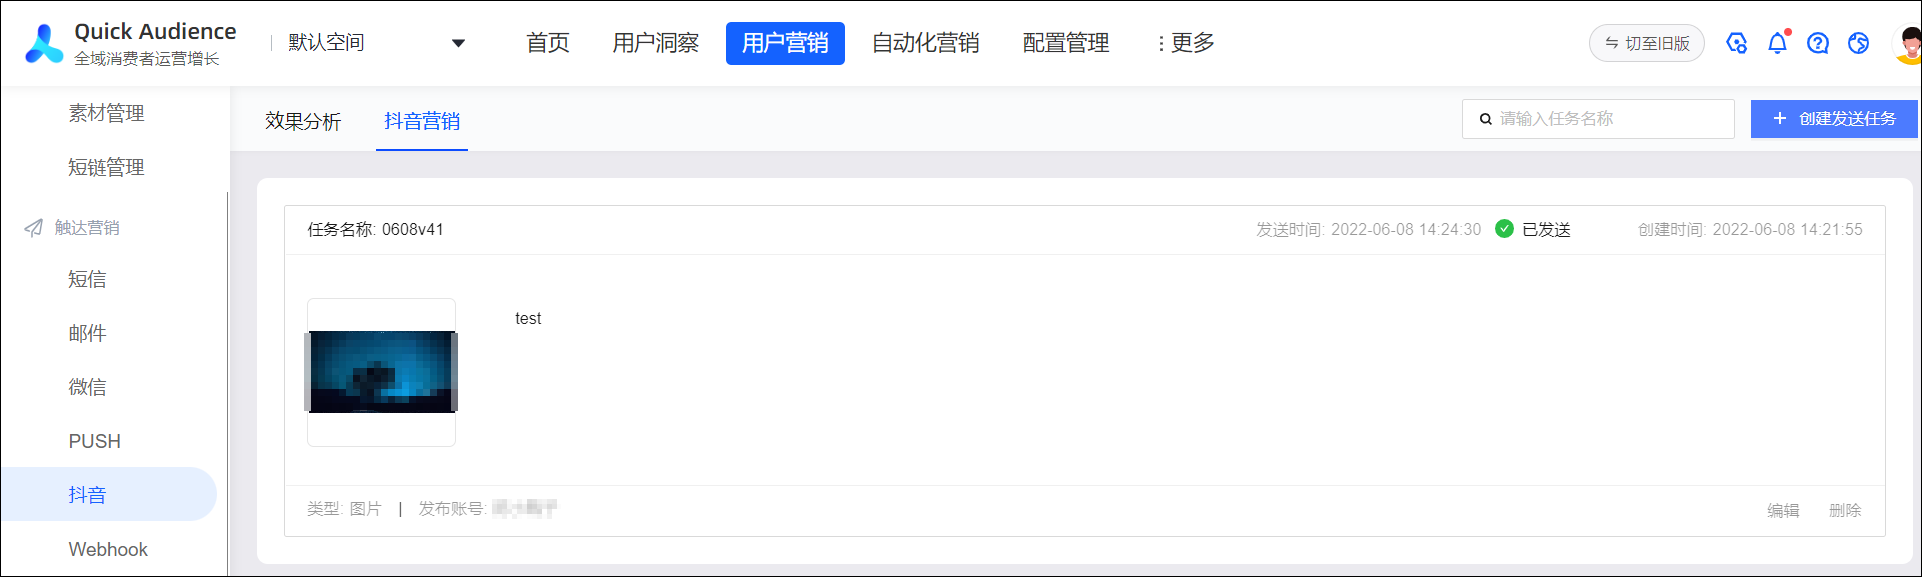 Quick Audience
全域消费者运营增长
默认空间
首页
用户洞察
用户营销
自动化营销
配置管理
更多
切至旧版
素材管理
短链管理
触达营销
短信
邮件
微信
PUSH
抖音
Webhook
效果分析
抖音营销
请输入任务名称
+ 创建发送任务
任务名称: 0608v41
发送时间: 2022-06-08 14:24:30
已发送
创建时间: 2022-06-08 14:21:55
test
类型: 图片 | 发布账号:
编辑
删除